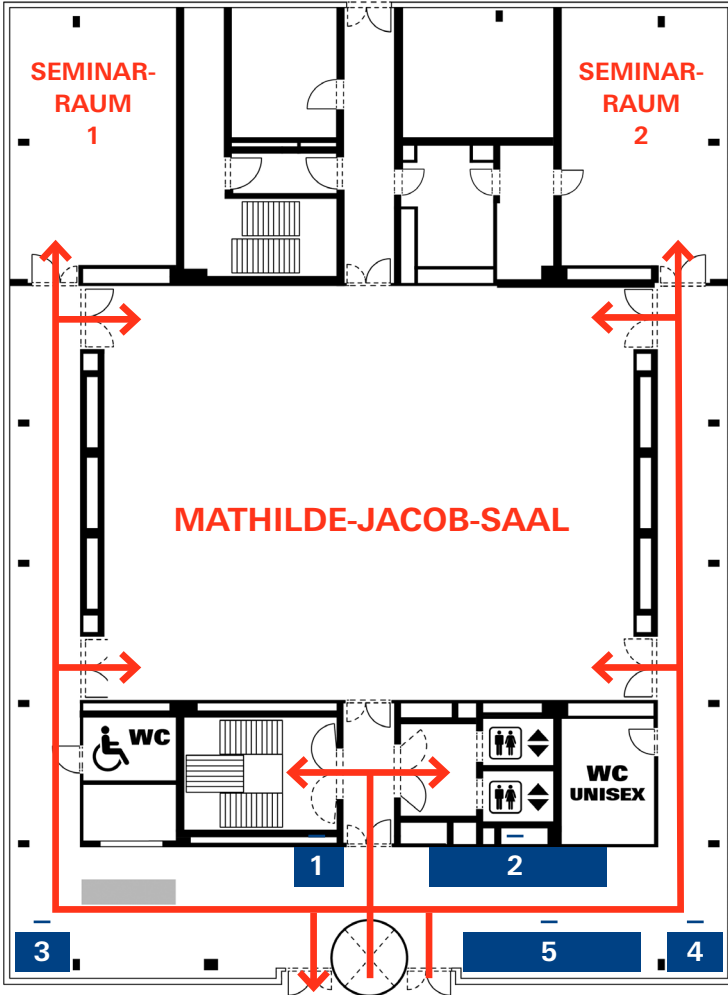 SEMINAR-
RAUM
1
SEMINAR-
RAUM
2
MATHILDE-JACOB-SAAL
WC
WC
UNISEX
1
2
3
5
4